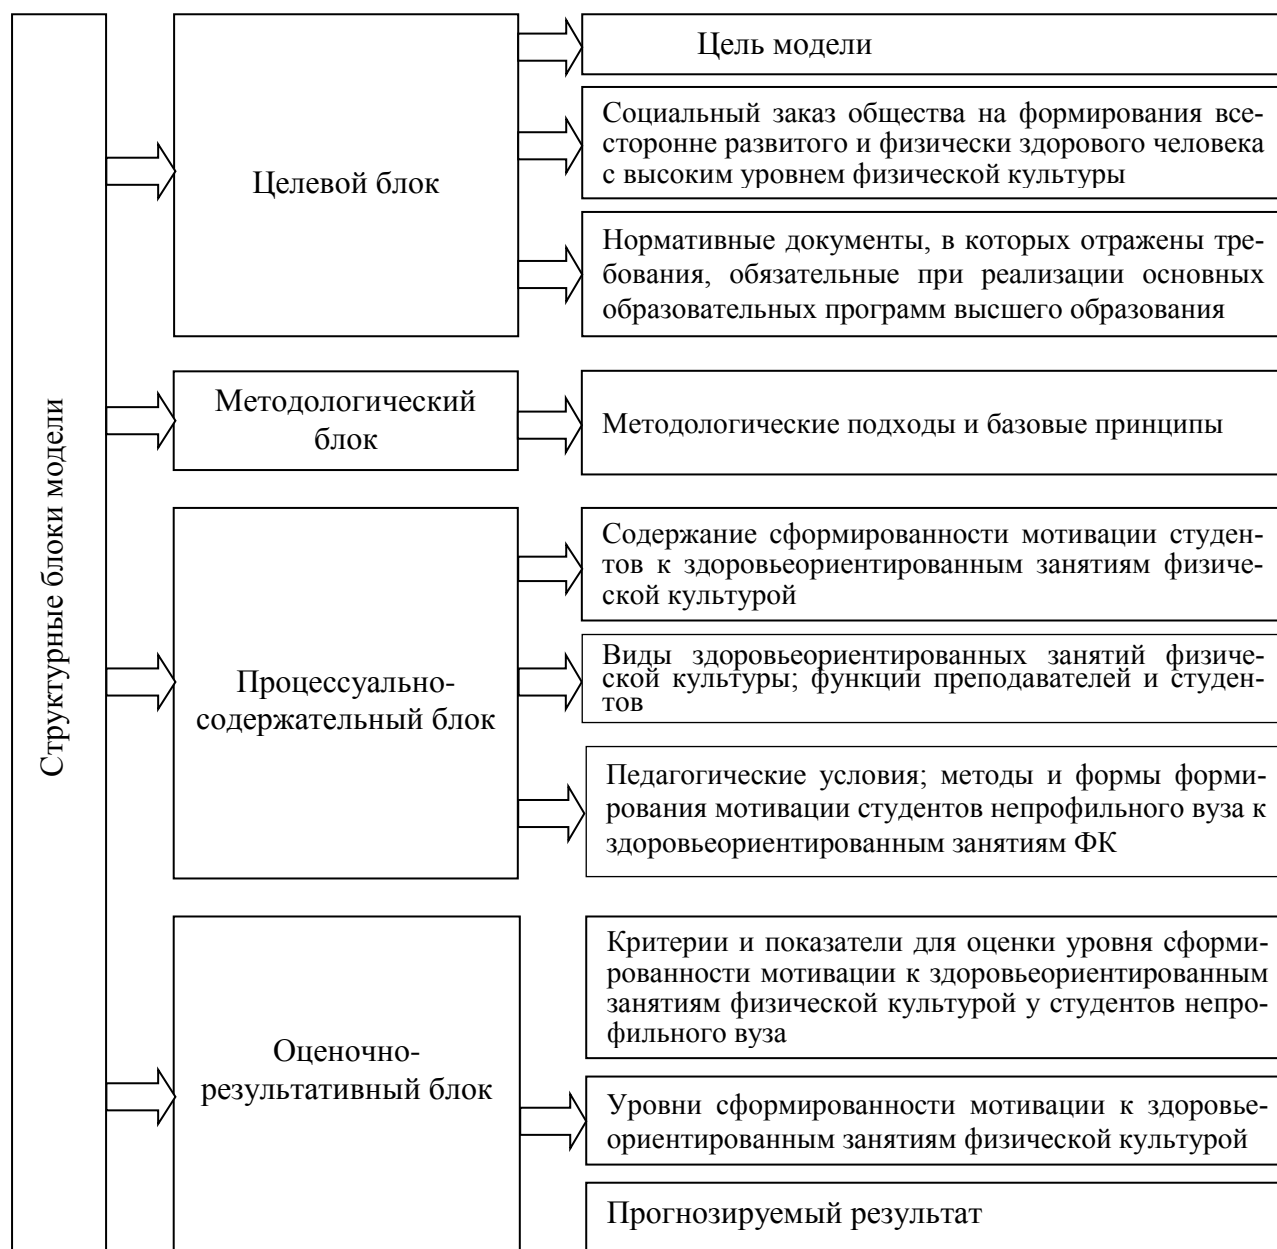 Структурные блоки модели
Целевой блок
Цель модели
Социальный заказ общества на формирования все-
сторонне развитого и физически здорового человека
с высоким уровнем физической культуры
Нормативные документы, в которых отражены тре-
бования, обязательные при реализации основных
образовательных программ высшего образования
Методологический
блок
Методологические подходы и базовые принципы
Процессуально-
содержательный блок
Содержание сформированности мотивации студен-
тов к здоровьеориентированным занятиям физиче-
ской культурой
Виды здоровьеориентированных занятий физиче-
ской культуры; функции преподавателей и студен-
тов
Педагогические условия; методы и формы форми-
рования мотивации студентов непрофильного вуза к
здоровьеориентированным занятиям ФК
Оценочно-
результативный блок
Критерии и показатели для оценки уровня сформи-
рованности мотивации к здоровьеориентированным
занятиям физической культурой у студентов непро-
фильного вуза
Уровни сформированности мотивации к здоровье-
ориентированным занятиям физической культурой
Прогнозируемый результат